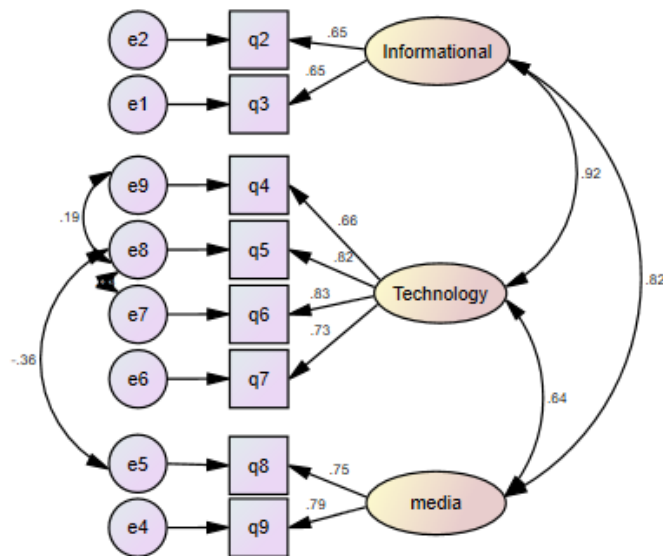 e2 q2 .65 Informational
e1 q3 .65
e9 q4 .92
.19 .66
e8 q5 .82
Technology .82
e7 q6 .83
.73
-.36 e6 q7
.64
e5 q8 .75
media
e4 q9 .79